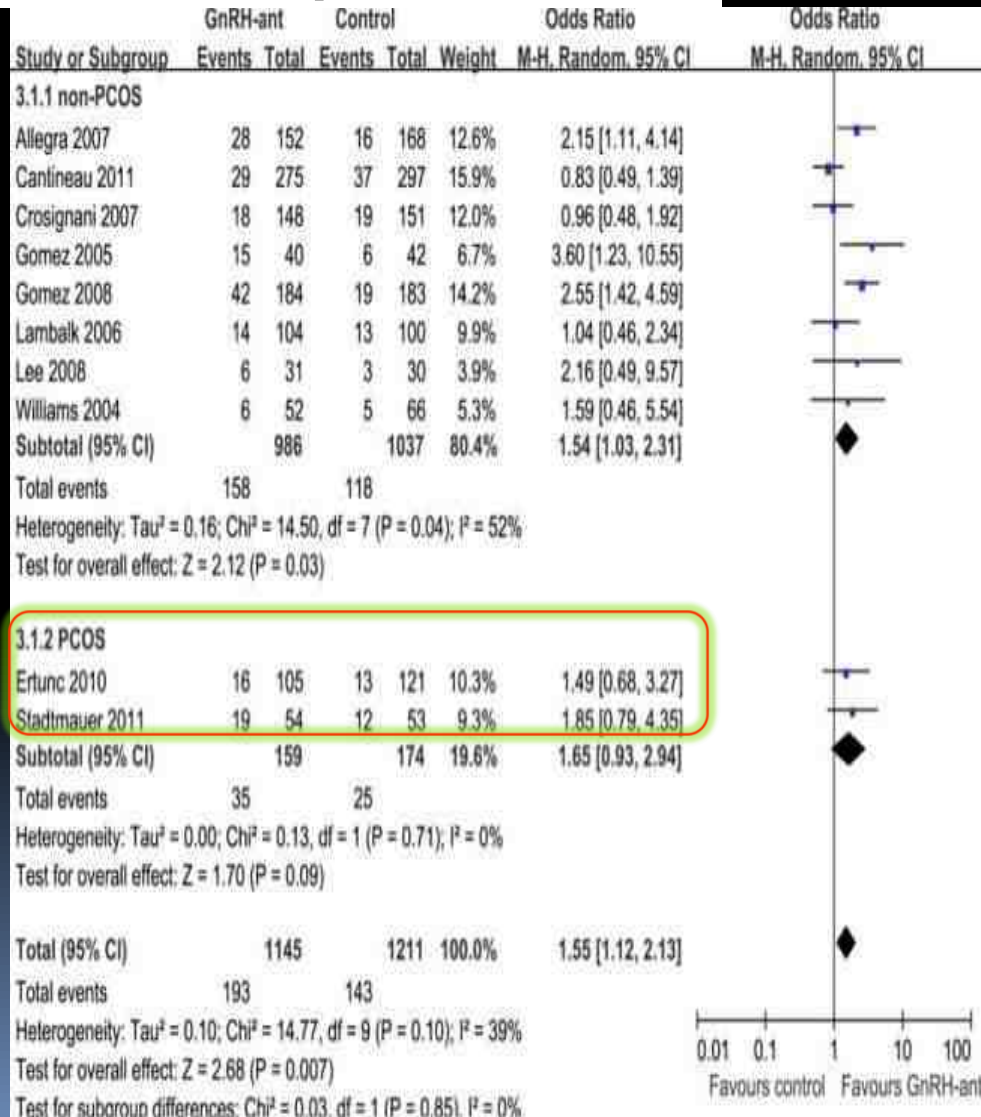 GnRH-ant Control Odds Ratio Odds Ratio
Study or Subgroup Events Total Events Total Weight M-H, Random, 95% CI M-H, Random, 95% CI
3.1.1 non-PCOS
Allegra 2007 28 152 16 168 12.6% 2.15 [1.11, 4.14]
Cantineau 2011 29 275 37 297 15.9% 0.83 [0.49, 1.39]
Crosignani 2007 18 148 19 151 12.0% 0.96 [0.48, 1.92]
Gomez 2005 15 40 6 42 6.7% 3.60 [1.23, 10.55]
Gomez 2008 42 184 19 183 14.2% 2.55 [1.42, 4.59]
Lambalk 2006 14 104 13 100 9.9% 1.04 [0.46, 2.34]
Lee 2008 6 31 3 30 3.9% 2.16 [0.49, 9.57]
Williams 2004 6 52 5 66 5.3% 1.59 [0.46, 5.54]
Subtotal (95% CI) 986 1037 80.4% 1.54 [1.03, 2.31]
Total events 158 118
Heterogeneity: Tau² = 0.16; Chi² = 14.50, df = 7 (P = 0.04); I² = 52%
Test for overall effect: Z = 2.12 (P = 0.03)
3.1.2 PCOS
Ertunc 2010 16 105 13 121 10.3% 1.49 [0.68, 3.27]
Stadtmauer 2011 19 54 12 53 9.3% 1.85 [0.79, 4.35]
Subtotal (95% CI) 159 174 19.6% 1.65 [0.93, 2.94]
Total events 35 25
Heterogeneity: Tau² = 0.00; Chi² = 0.13, df = 1 (P = 0.71); I² = 0%
Test for overall effect: Z = 1.70 (P = 0.09)
Total (95% CI) 1145 1211 100.0% 1.55 [1.12, 2.13]
Total events 193 143
Heterogeneity: Tau² = 0.10; Chi² = 14.77, df = 9 (P = 0.10); I² = 39%
Test for overall effect: Z = 2.68 (P = 0.007)
Test for subgroup differences: Chi² = 0.03, df = 1 (P = 0.85), I² = 0%
0.01 0.1 1 10 100
Favours control Favours GnRH-ant